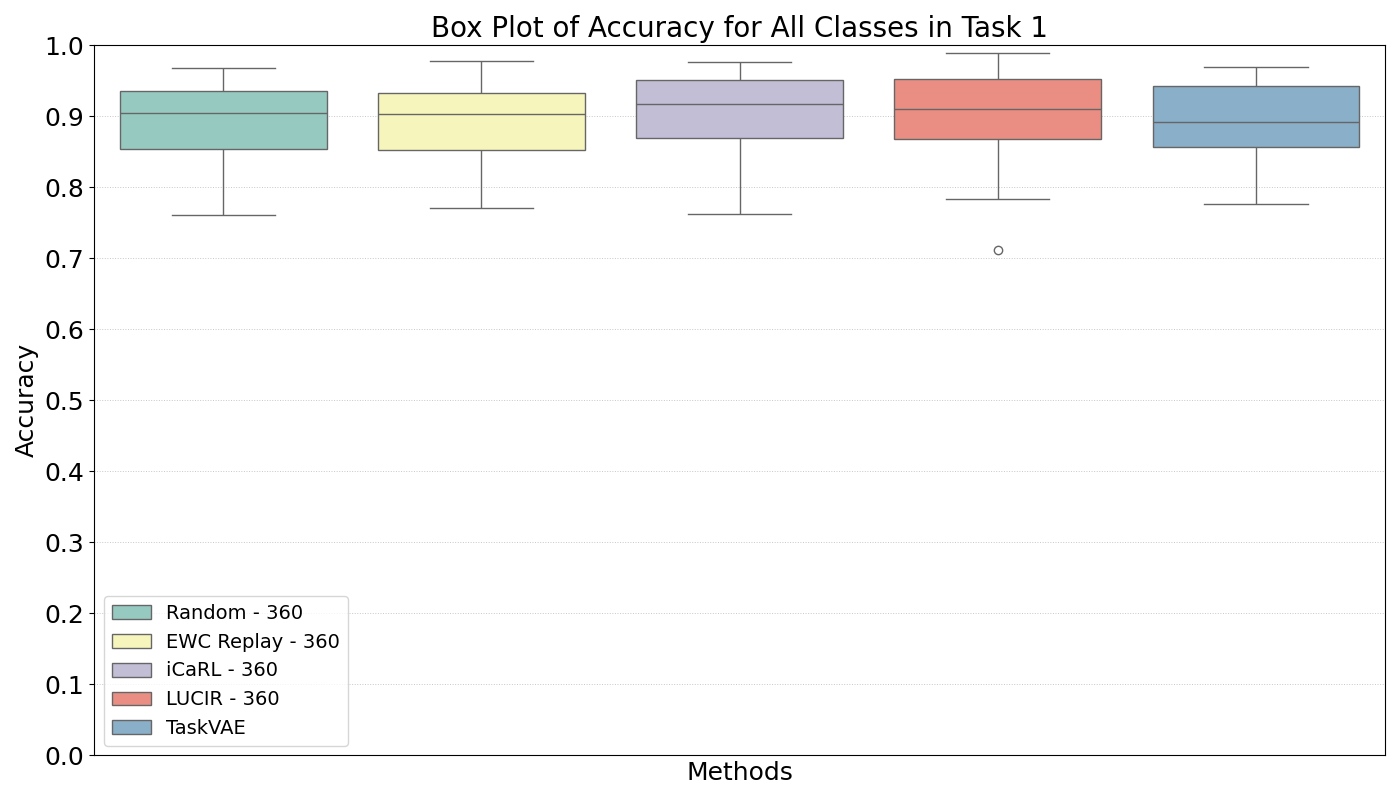 Box Plot of Accuracy for All Classes in Task 1
1.0
0.9
0.8
0.7
0.6
0.5
0.4
0.3
0.2
0.1
0.0
Accuracy
Random - 360
EWC Replay - 360
iCaRL - 360
LUCIR - 360
TaskVAE
Methods